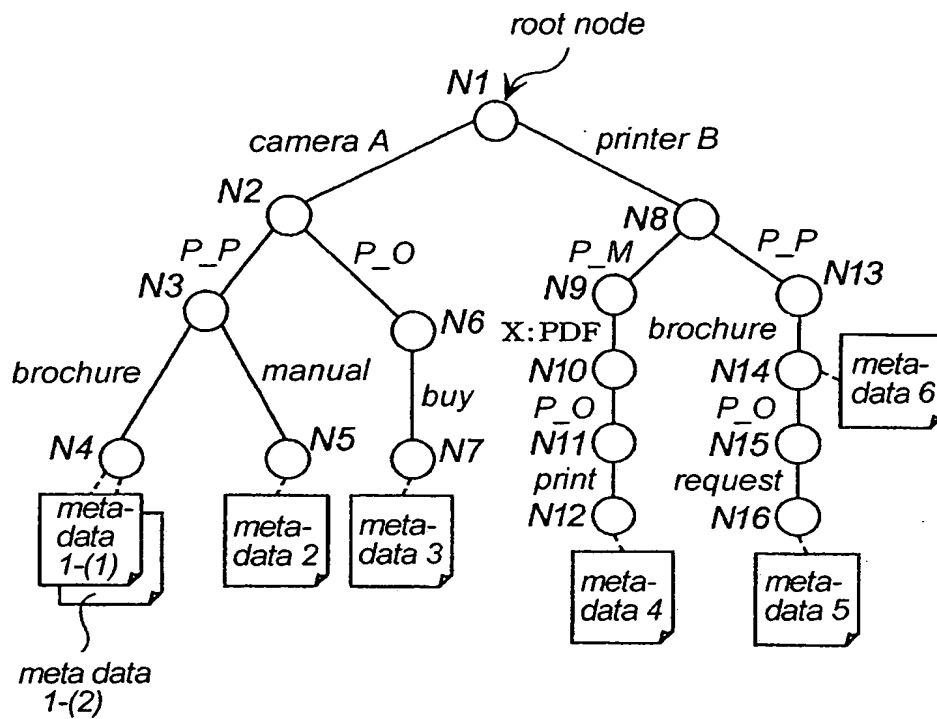 root node
N1
camera A
printer B
N2
N8
P_P
P_O
P_M
P_P
N3
N9
N13
N6
X:PDF
brochure
brochure
manual
N10
N14
meta-
data 6
buy
P_O
P_O
N4
N5
N7
N11
N15
print
request
meta-
data
1-(1)
meta-
data 2
meta-
data 3
N12
N16
meta-
data 4
meta-
data 5
meta data
1-(2)